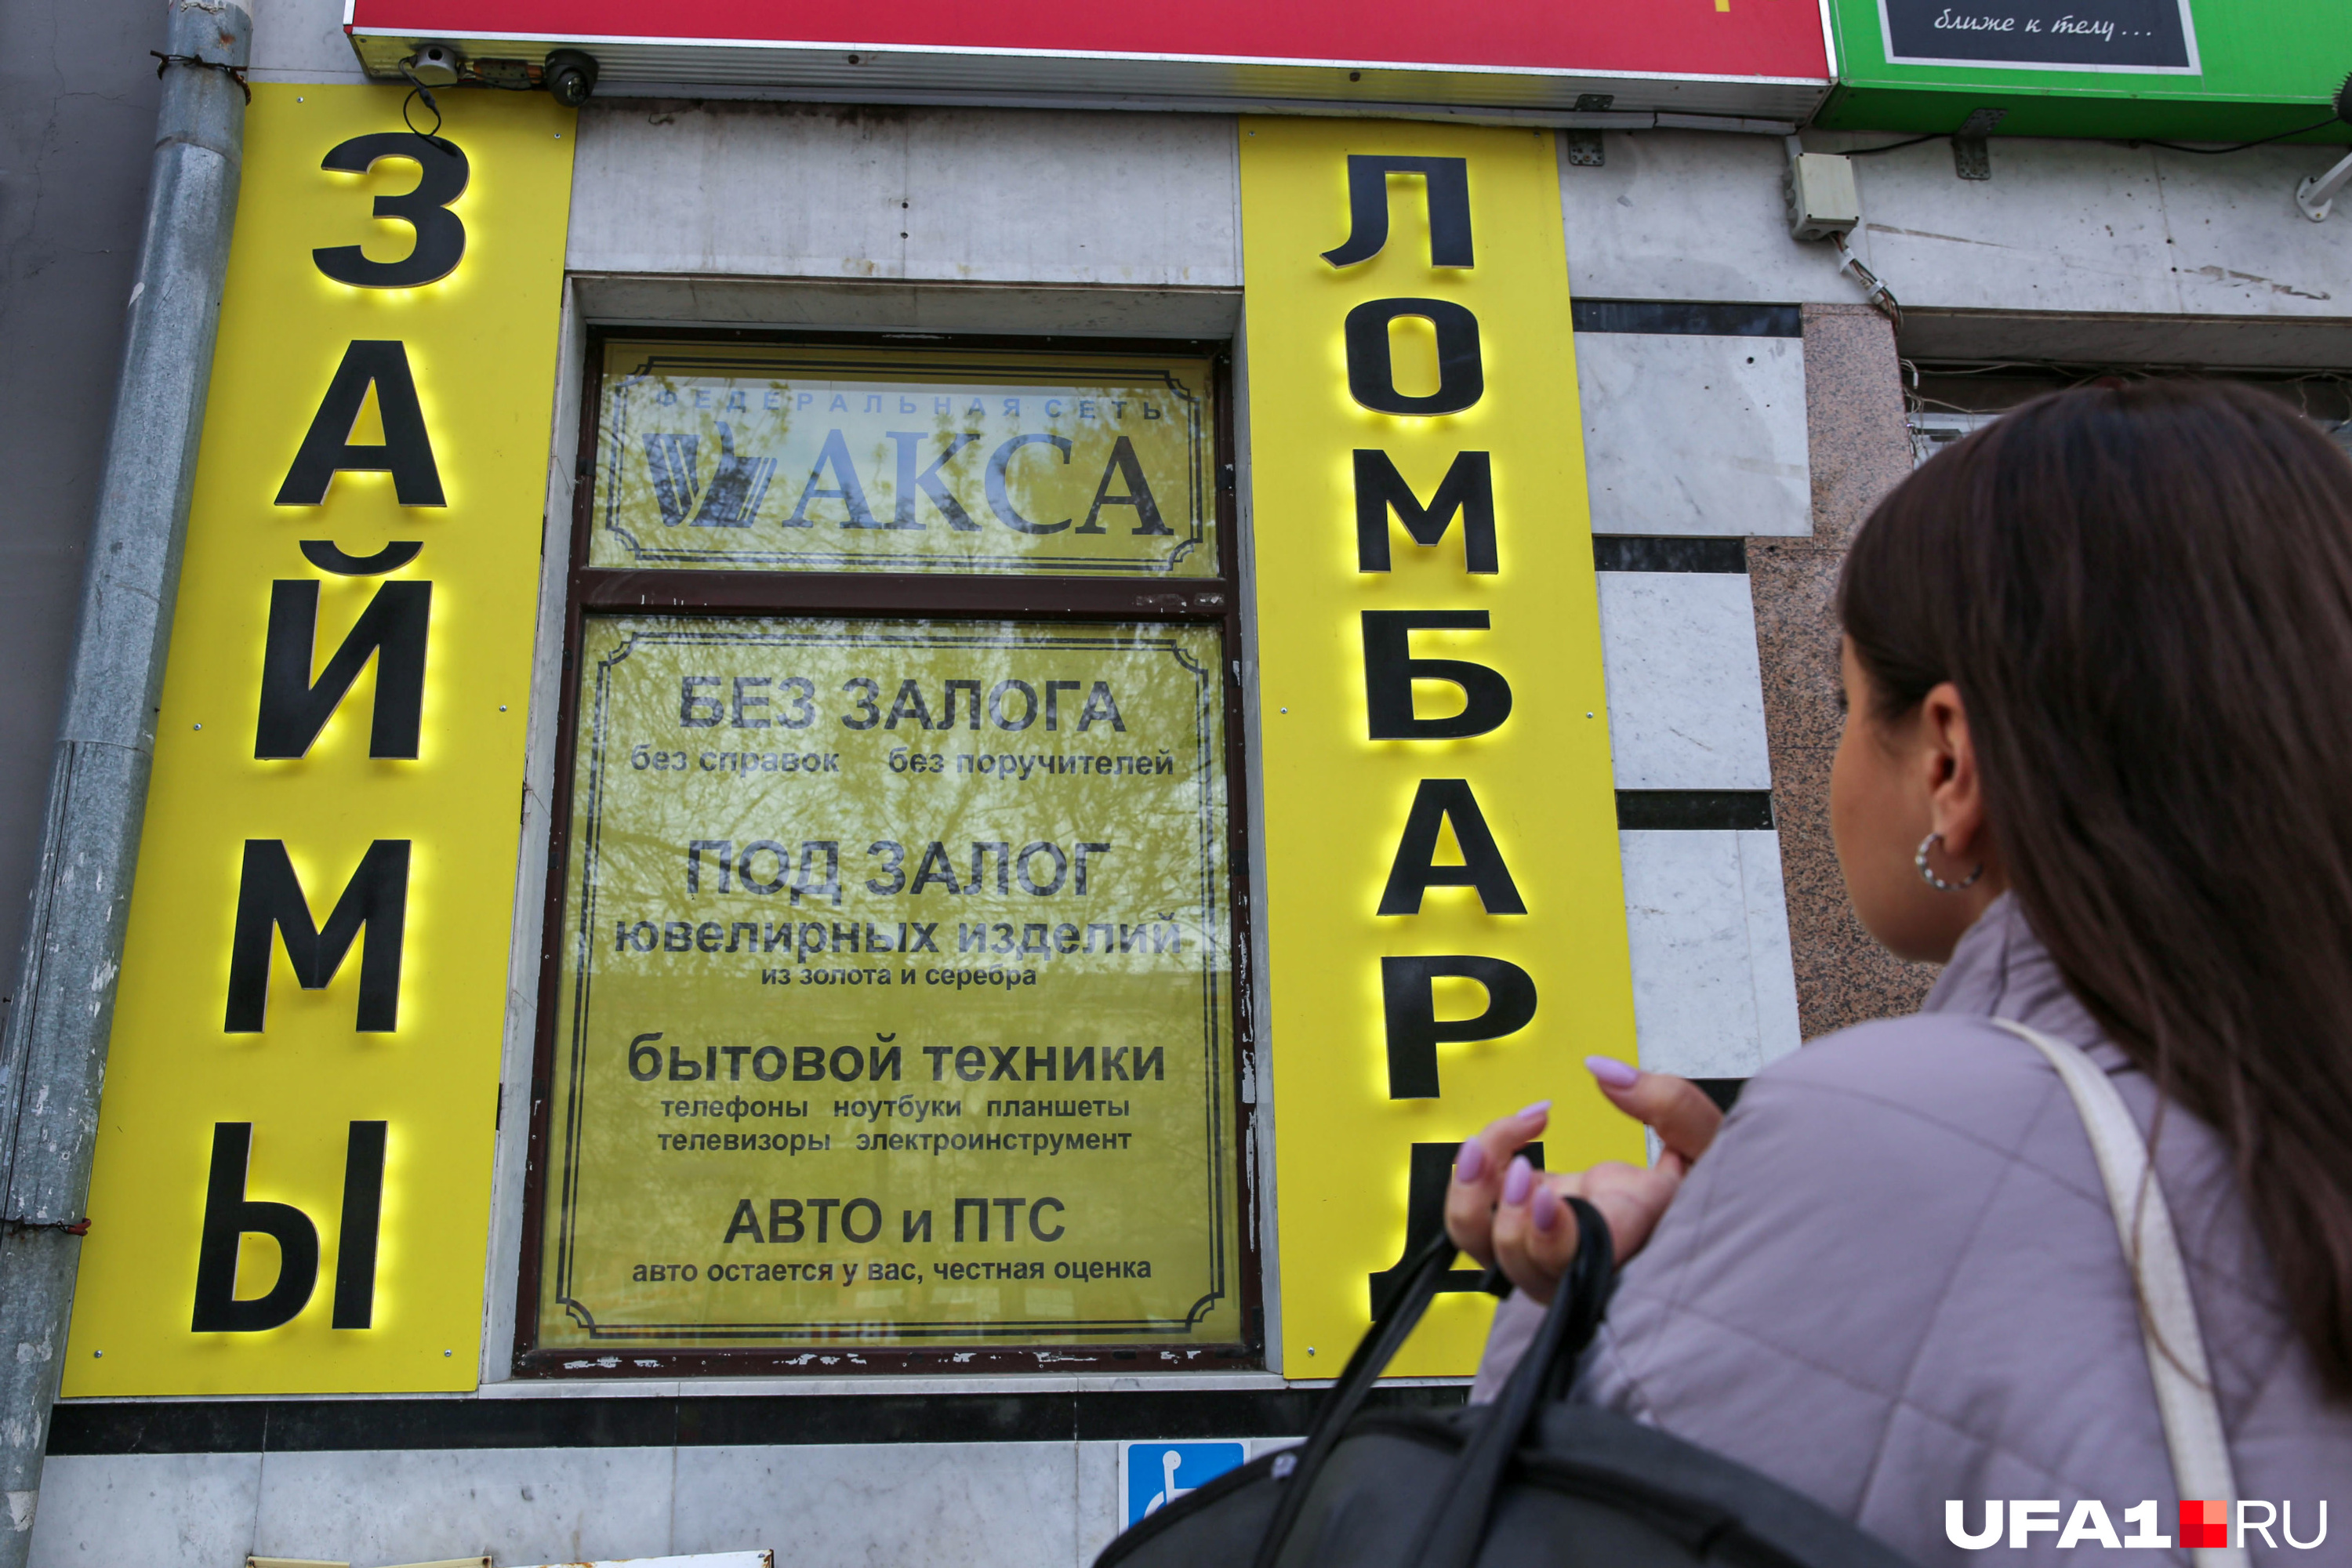 ближе к телу...
ЗАЙМЫ
ФЕДЕРАЛЬНАЯ СЕТЬ
АКСА
БЕЗ ЗАЛОГА
без справок без поручителей
ПОД ЗАЛОГ
ювелирных изделий
из золота и серебра
бытовой техники
телефоны ноутбуки планшеты
телевизоры электроинструмент
АВТО и ПТС
авто остается у вас, честная оценка
ЛОМБАРД
UFA1.RU